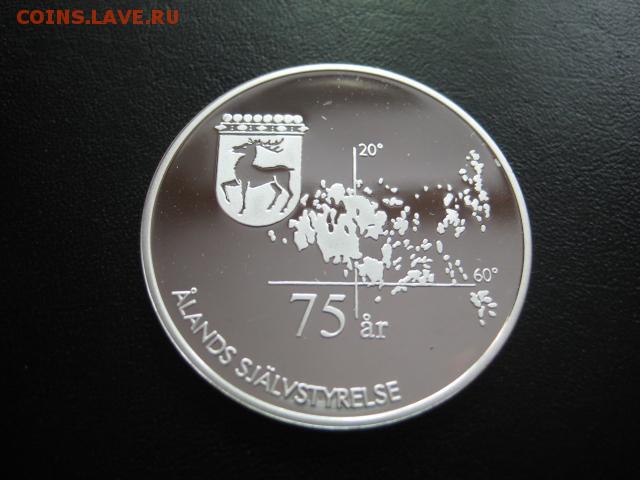 COINS.LAVE.RU
20°
60°
75 år
ÅLANDS SJÄLVSTYRELSE